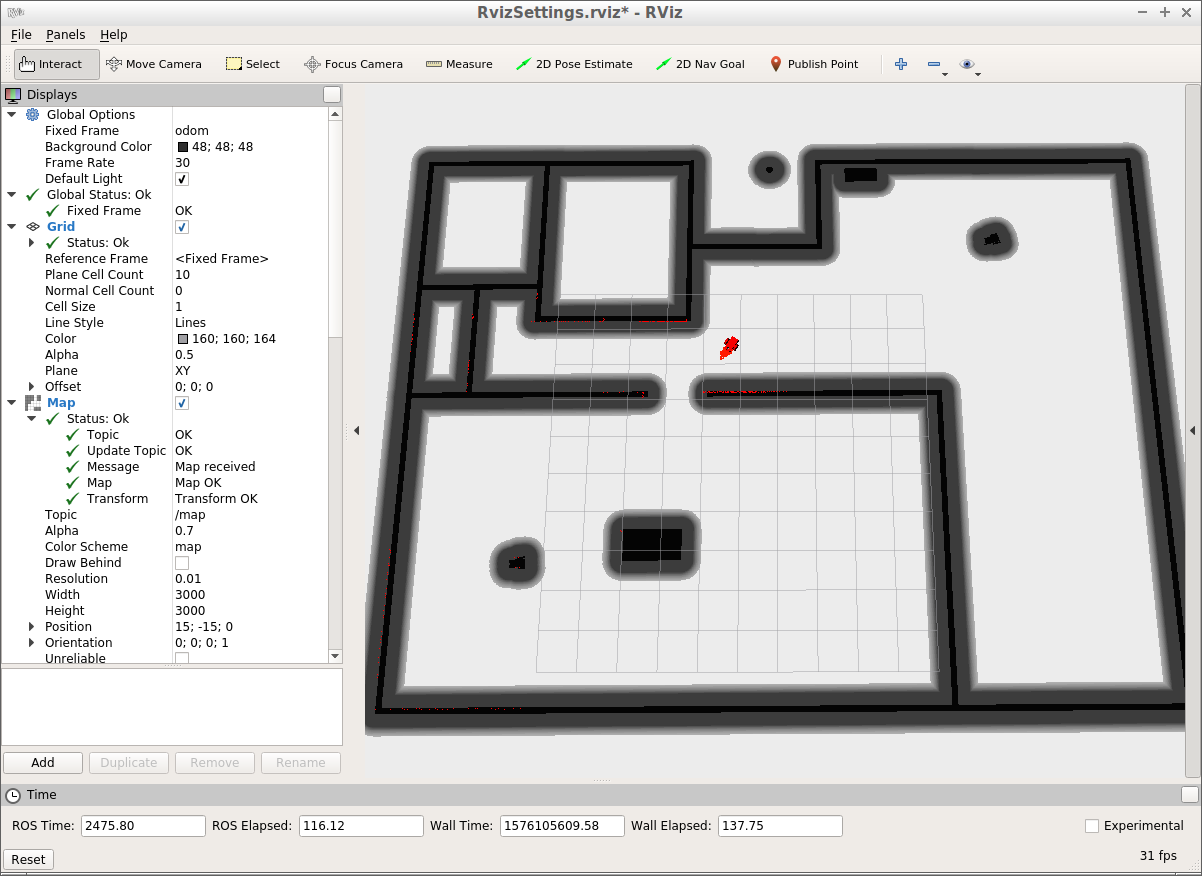 RViz
RvizSettings.rviz* - RViz
File Panels Help
Interact Move Camera Select Focus Camera Measure 2D Pose Estimate 2D Nav Goal Publish Point
Displays
Global Options
Fixed Frame odom
Background Color 48; 48; 48
Frame Rate 30
Default Light
Global Status: Ok
Fixed Frame OK
Grid
Status: Ok
Reference Frame <Fixed Frame>
Plane Cell Count 10
Normal Cell Count 0
Cell Size 1
Line Style Lines
Color 160; 160; 164
Alpha 0.5
Plane XY
Offset 0; 0; 0
Map
Status: Ok
Topic OK
Update Topic OK
Message Map received
Map Map OK
Transform Transform OK
Topic /map
Alpha 0.7
Color Scheme map
Draw Behind
Resolution 0.01
Width 3000
Height 3000
Position 15; -15; 0
Orientation 0; 0; 0; 1
Unreliable
Add Duplicate Remove Rename
Time
ROS Time: 2475.80 ROS Elapsed: 116.12 Wall Time: 1576105609.58 Wall Elapsed: 137.75 Experimental
Reset 31 fps